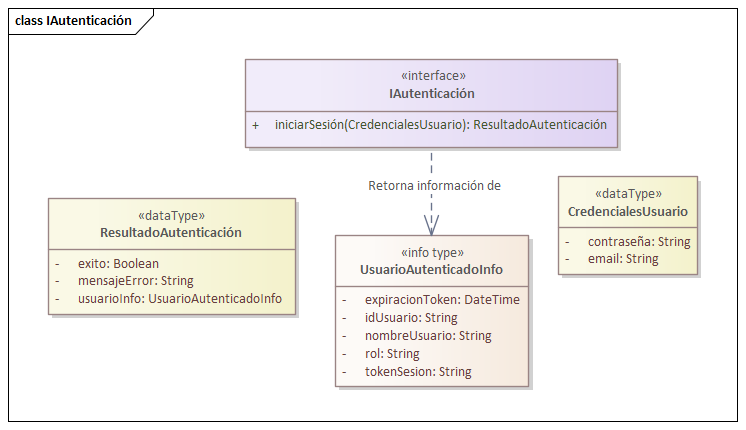 class IAutenticación
«interface»
IAutenticación
+ iniciarSesión(CredencialesUsuario): ResultadoAutenticación
Retorna información de
«dataType»
ResultadoAutenticación
- exito: Boolean
- mensajeError: String
- usuarioInfo: UsuarioAutenticadoInfo
«info type»
UsuarioAutenticadoInfo
- expiracionToken: DateTime
- idUsuario: String
- nombreUsuario: String
- rol: String
- tokenSesion: String
«dataType»
CredencialesUsuario
- contraseña: String
- email: String